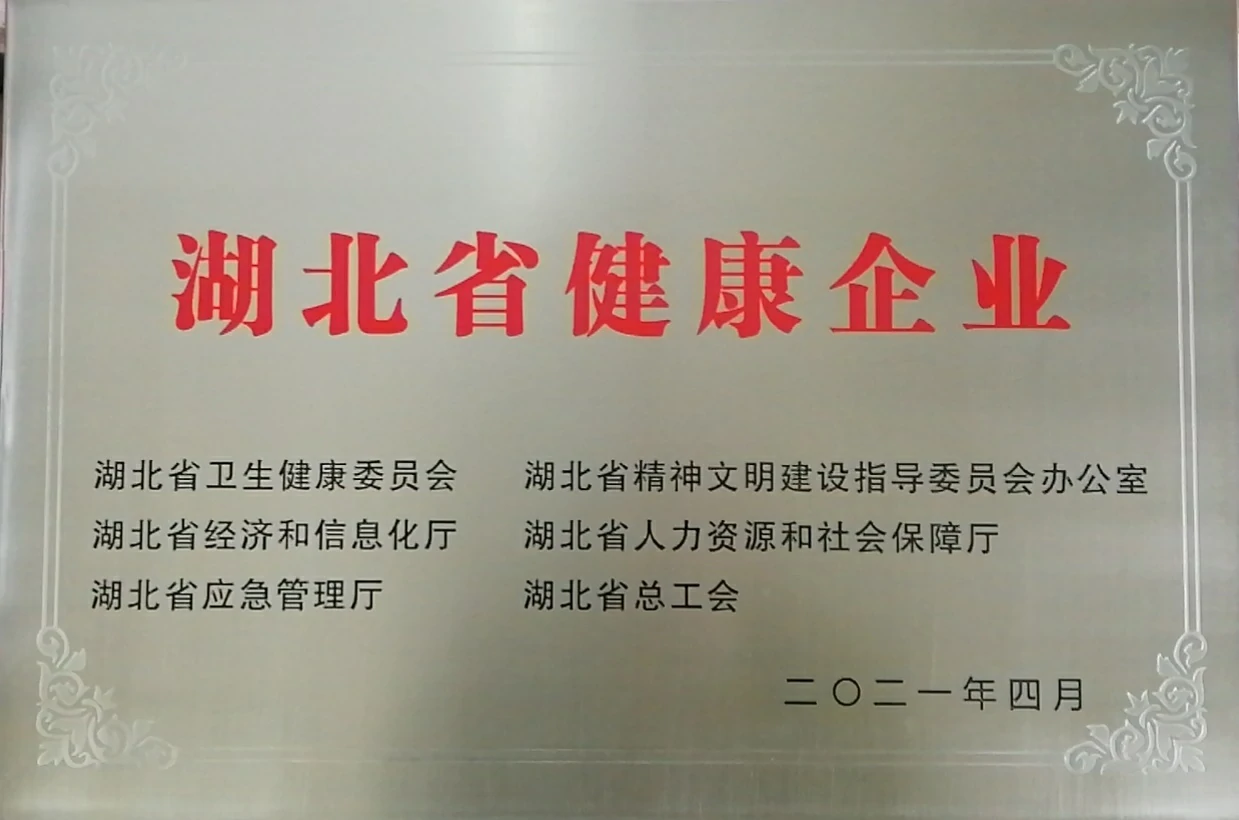 湖北省健康企业
湖北省卫生健康委员会 湖北省精神文明建设指导委员会办公室
湖北省经济和信息化厅 湖北省人力资源和社会保障厅
湖北省应急管理厅 湖北省总工会
二〇二一年四月